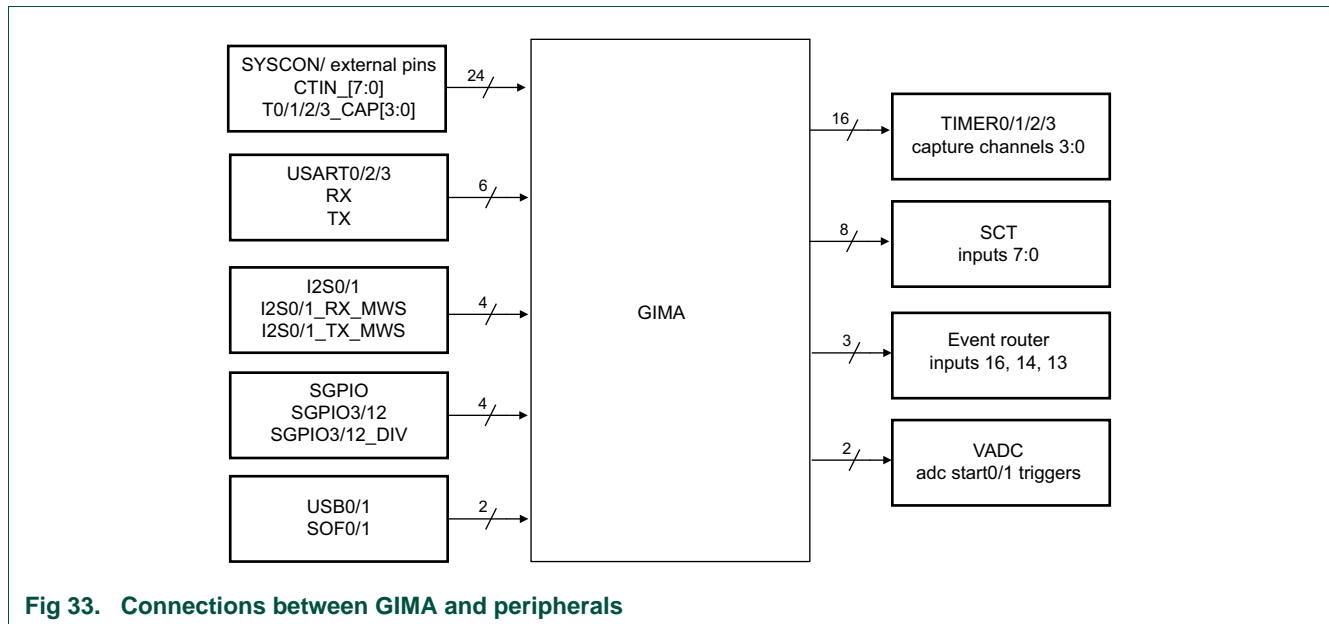 SYSCON/ external pins
CTIN_[7:0]
T0/1/2/3_CAP[3:0]
24
USART0/2/3
RX
TX
6
I2S0/1
I2S0/1_RX_MWS
I2S0/1_TX_MWS
4
SGPIO
SGPIO3/12
SGPIO3/12_DIV
4
USB0/1
SOF0/1
2
GIMA
16
TIMER0/1/2/3
capture channels 3:0
8
SCT
inputs 7:0
3
Event router
inputs 16, 14, 13
2
VADC
adc start0/1 triggers
Fig 33. Connections between GIMA and peripherals